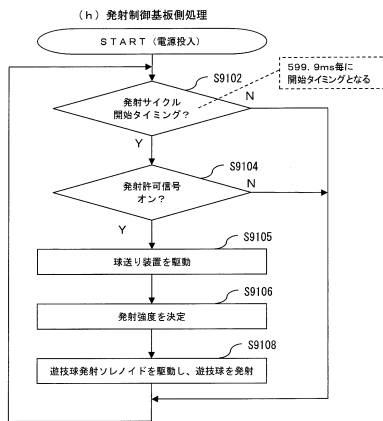 (h) 発射制御基板側処理
START(電源投入)
599.9ms毎に
開始タイミングとなる
S9102
発射サイクル
開始タイミング?
N
Y
S9104
発射許可信号
オン?
N
Y
S9105
球送り装置を駆動
S9106
発射強度を決定
S9108
遊技球発射ソレノイドを駆動し、遊技球を発射